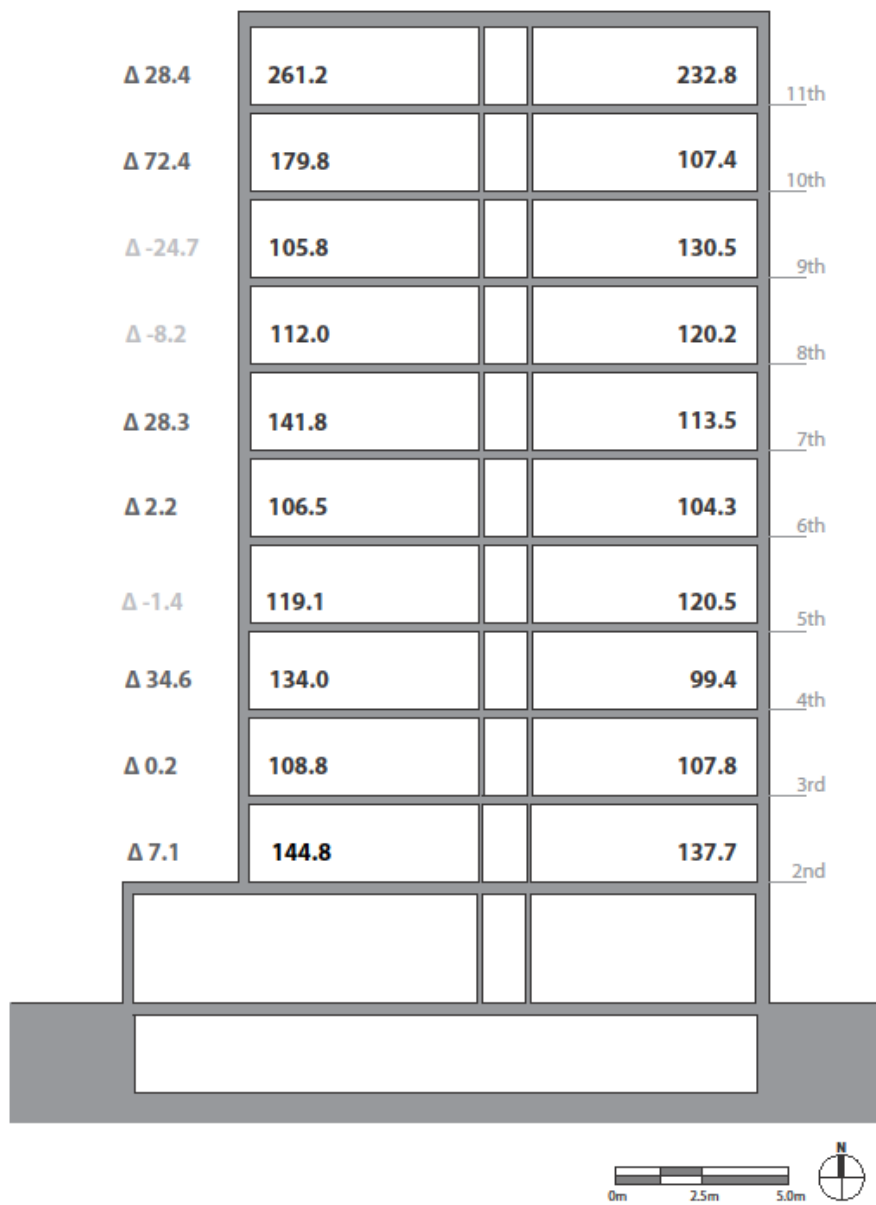 Δ 28.4 261.2 232.8 11th
Δ 72.4 179.8 107.4 10th
Δ -24.7 105.8 130.5 9th
Δ -8.2 112.0 120.2 8th
Δ 28.3 141.8 113.5 7th
Δ 2.2 106.5 104.3 6th
Δ -1.4 119.1 120.5 5th
Δ 34.6 134.0 99.4 4th
Δ 0.2 108.8 107.8 3rd
Δ 7.1 144.8 137.7 2nd
N
0m 2.5m 5.0m